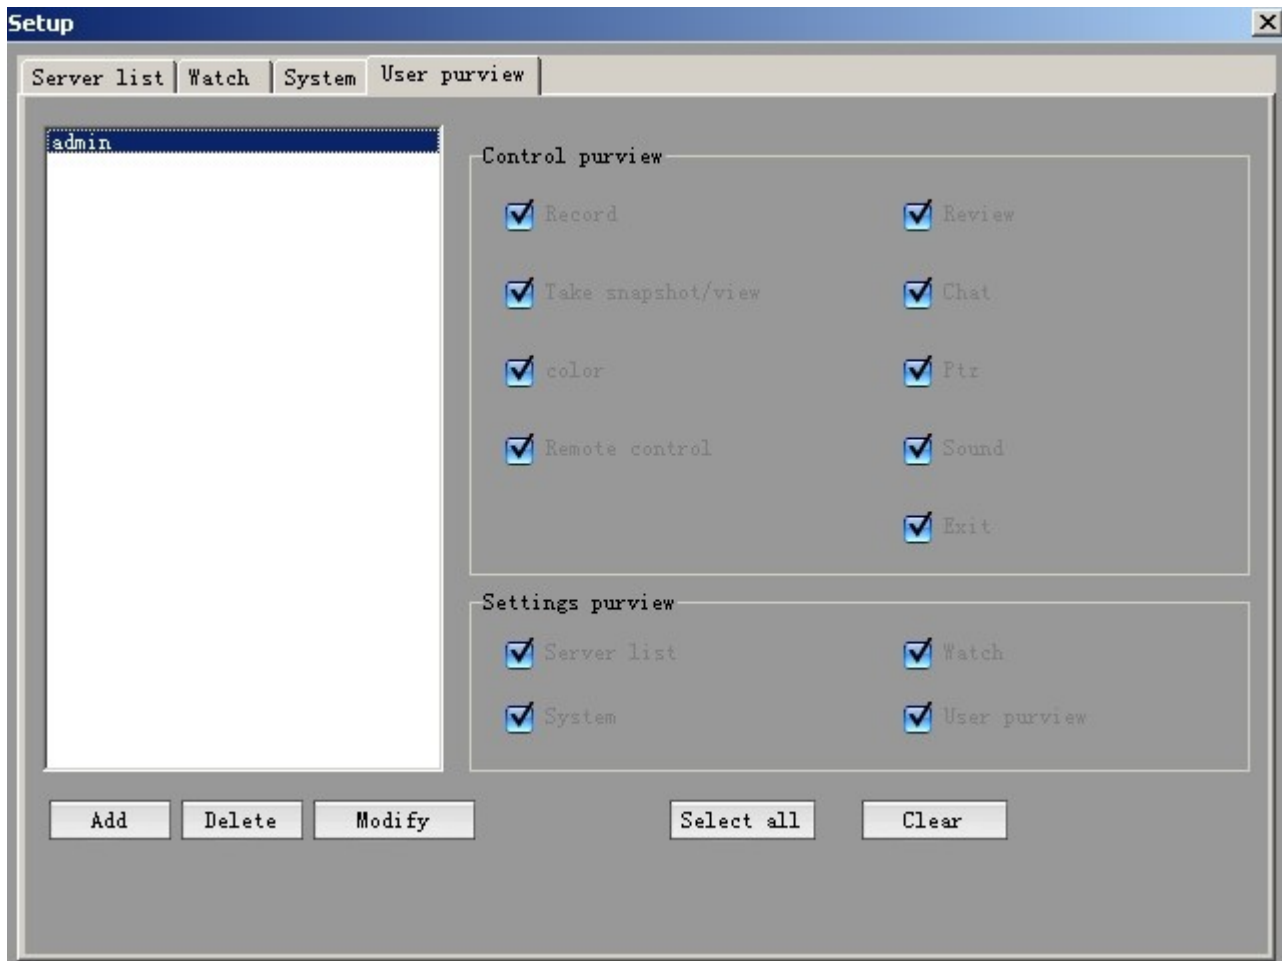 Setup
Server list Watch System User purview
admin
Control purview
Record Review
Take snapshot/view Chat
color Ptz
Remote control Sound
Exit
Settings purview
Server list Watch
System User purview
Add Delete Modify Select all Clear